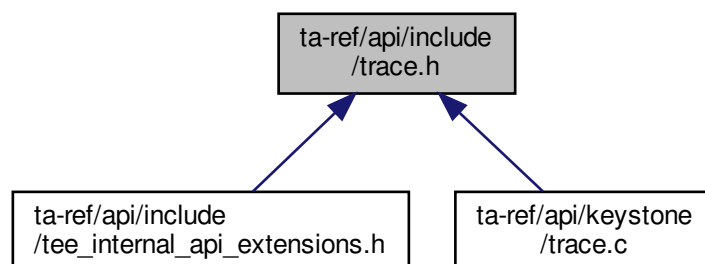 ta-ref/api/include
/trace.h
ta-ref/api/include
/tee_internal_api_extensions.h
ta-ref/api/keystone
/trace.c